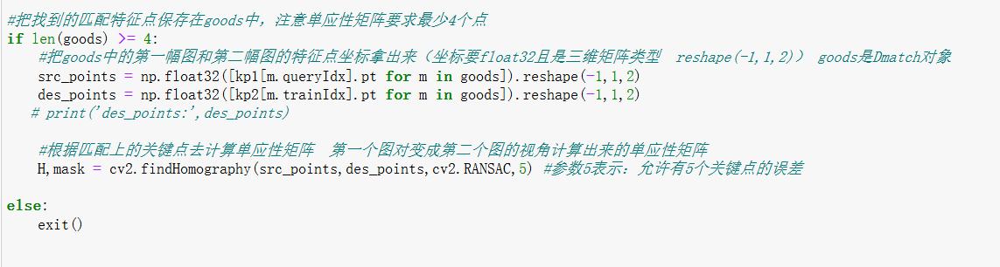 #把找到的匹配特征点保存在goods中，注意单应性矩阵要求最少4个点
if len(goods) >= 4:
    #把goods中的第一幅图和第二幅图的特征点坐标拿出来（坐标要float32且是三维矩阵类型  reshape(-1,1,2)） goods是Dmatch对象
    src_points = np.float32([kp1[m.queryIdx].pt for m in goods]).reshape(-1,1,2)
    des_points = np.float32([kp2[m.trainIdx].pt for m in goods]).reshape(-1,1,2)
   # print('des_points:',des_points)
    #根据匹配上的关键点去计算单应性矩阵  第一个图对变成第二个图的视角计算出来的单应性矩阵
    H,mask = cv2.findHomography(src_points,des_points,cv2.RANSAC,5) #参数5表示：允许有5个关键点的误差
else:
    exit()